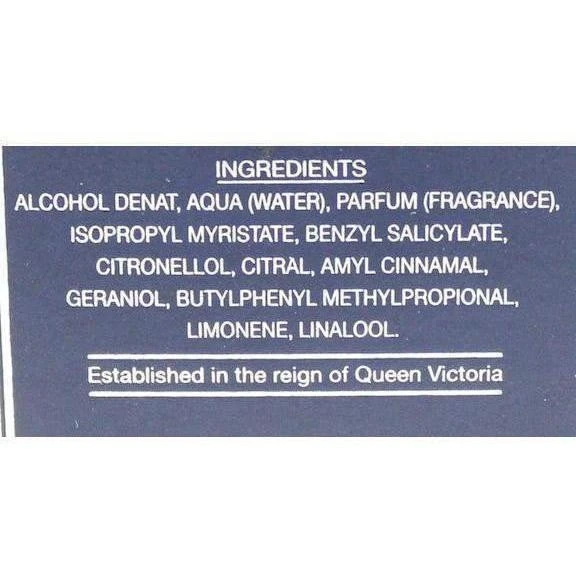 INGREDIENTS
ALCOHOL DENAT, AQUA (WATER), PARFUM (FRAGRANCE),
ISOPROPYL MYRISTATE, BENZYL SALICYLATE,
CITRONELLOL, CITRAL, AMYL CINNAMAL,
GERANIOL, BUTYLPHENYL METHYLPROPIONAL,
LIMONENE, LINALOOL.
Established in the reign of Queen Victoria